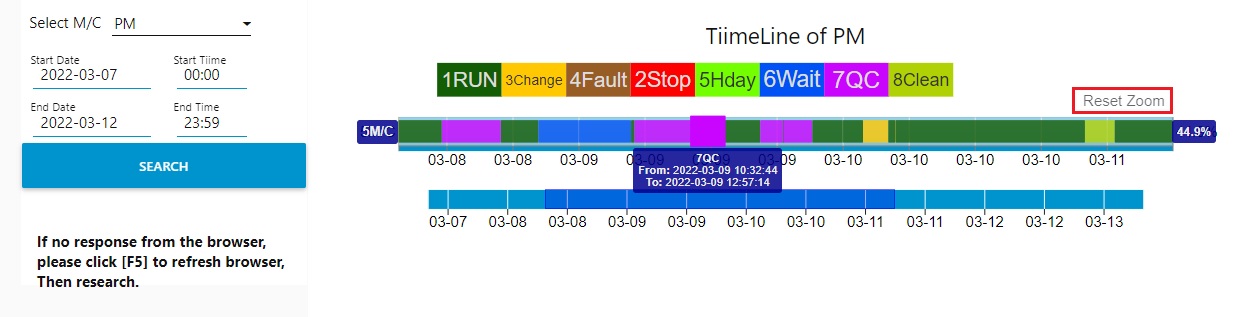 Select M/C PM
Start Date Start Tiime
2022-03-07 00:00
End Date End Time
2022-03-12 23:59
SEARCH
If no response from the browser,
please click [F5] to refresh browser,
Then research.
TiimeLine of PM
1RUN 3Change 4Fault 2Stop 5Hday 6Wait 7QC 8Clean
Reset Zoom
5M/C 44.9%
03-08 03-08 03-09 03-09 03-09 03-09 03-10 03-10 03-10 03-10 03-11
7QC
From: 2022-03-09 10:32:44
To: 2022-03-09 12:57:14
03-07 03-08 03-08 03-09 03-09 03-10 03-10 03-10 03-11 03-11 03-12 03-12 03-13